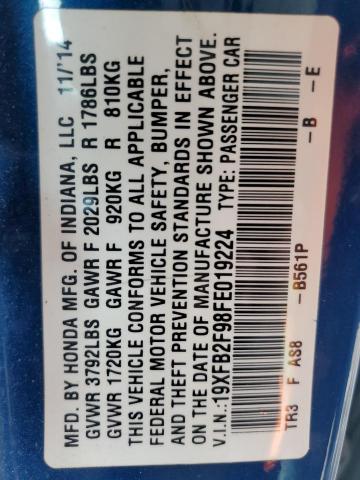 MFD. BY HONDA MFG. OF INDIANA, LLC 11/'14
GVWR 3792LBS GAWR F 2029LBS R 1786LBS
GVWR 1720KG GAWR F 920KG R 810KG
THIS VEHICLE CONFORMS TO ALL APPLICABLE
FEDERAL MOTOR VEHICLE SAFETY, BUMPER,
AND THEFT PREVENTION STANDARDS IN EFFECT
ON THE DATE OF MANUFACTURE SHOWN ABOVE.
V.I.N.:19XFB2F98FE019224 TYPE: PASSENGER CAR
TR3 F AS8 -B561P -B -E